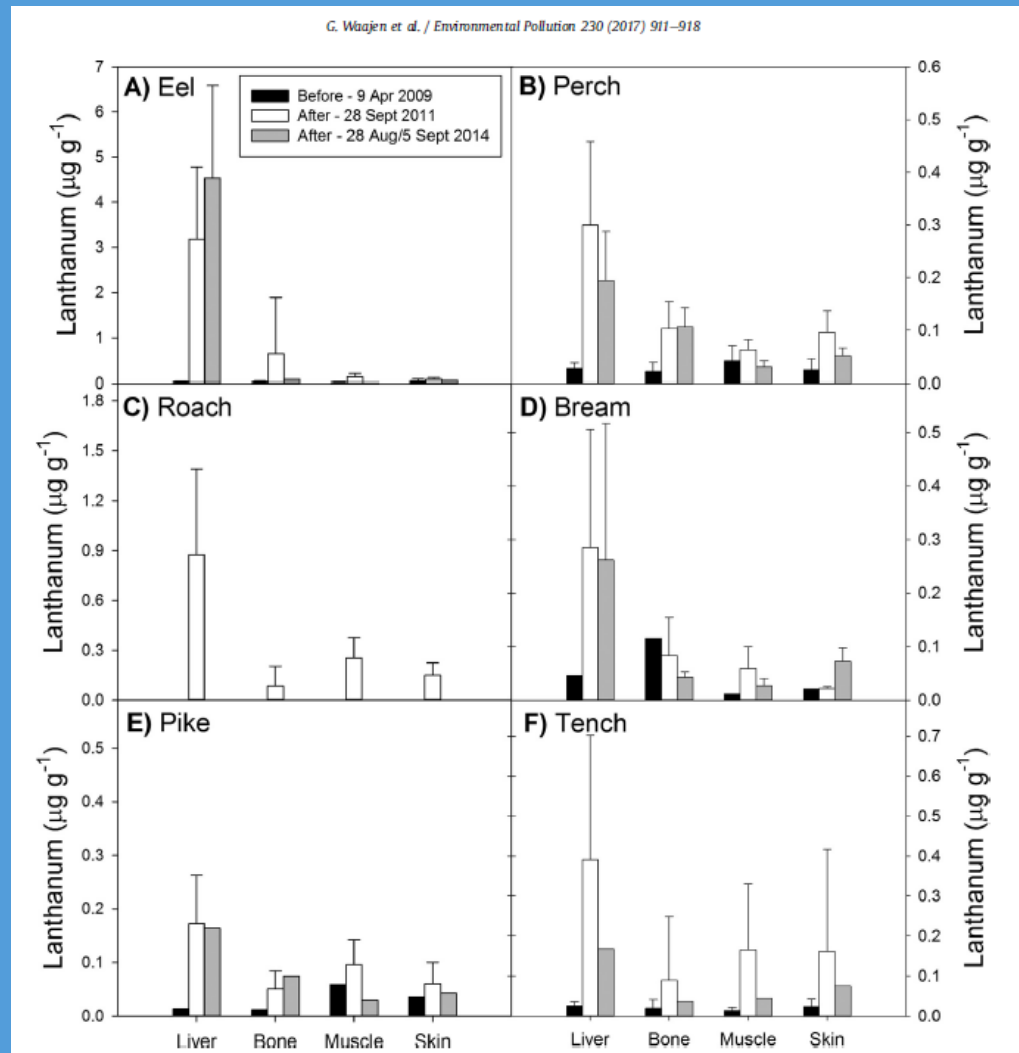 G. Waajen et al. / Environmental Pollution 230 (2017) 911–918
A) Eel
Before - 9 Apr 2009
After - 28 Sept 2011
After - 28 Aug/5 Sept 2014
Lanthanum (µg g⁻¹)
7
6
5
4
3
2
1
0
B) Perch
Lanthanum (µg g⁻¹)
0.6
0.5
0.4
0.3
0.2
0.1
0.0
C) Roach
Lanthanum (µg g⁻¹)
1.8
1.5
1.2
0.9
0.6
0.3
0.0
D) Bream
Lanthanum (µg g⁻¹)
0.5
0.4
0.3
0.2
0.1
0.0
E) Pike
Lanthanum (µg g⁻¹)
0.5
0.4
0.3
0.2
0.1
0.0
Liver Bone Muscle Skin
F) Tench
Lanthanum (µg g⁻¹)
0.7
0.6
0.5
0.4
0.3
0.2
0.1
0.0
Liver Bone Muscle Skin